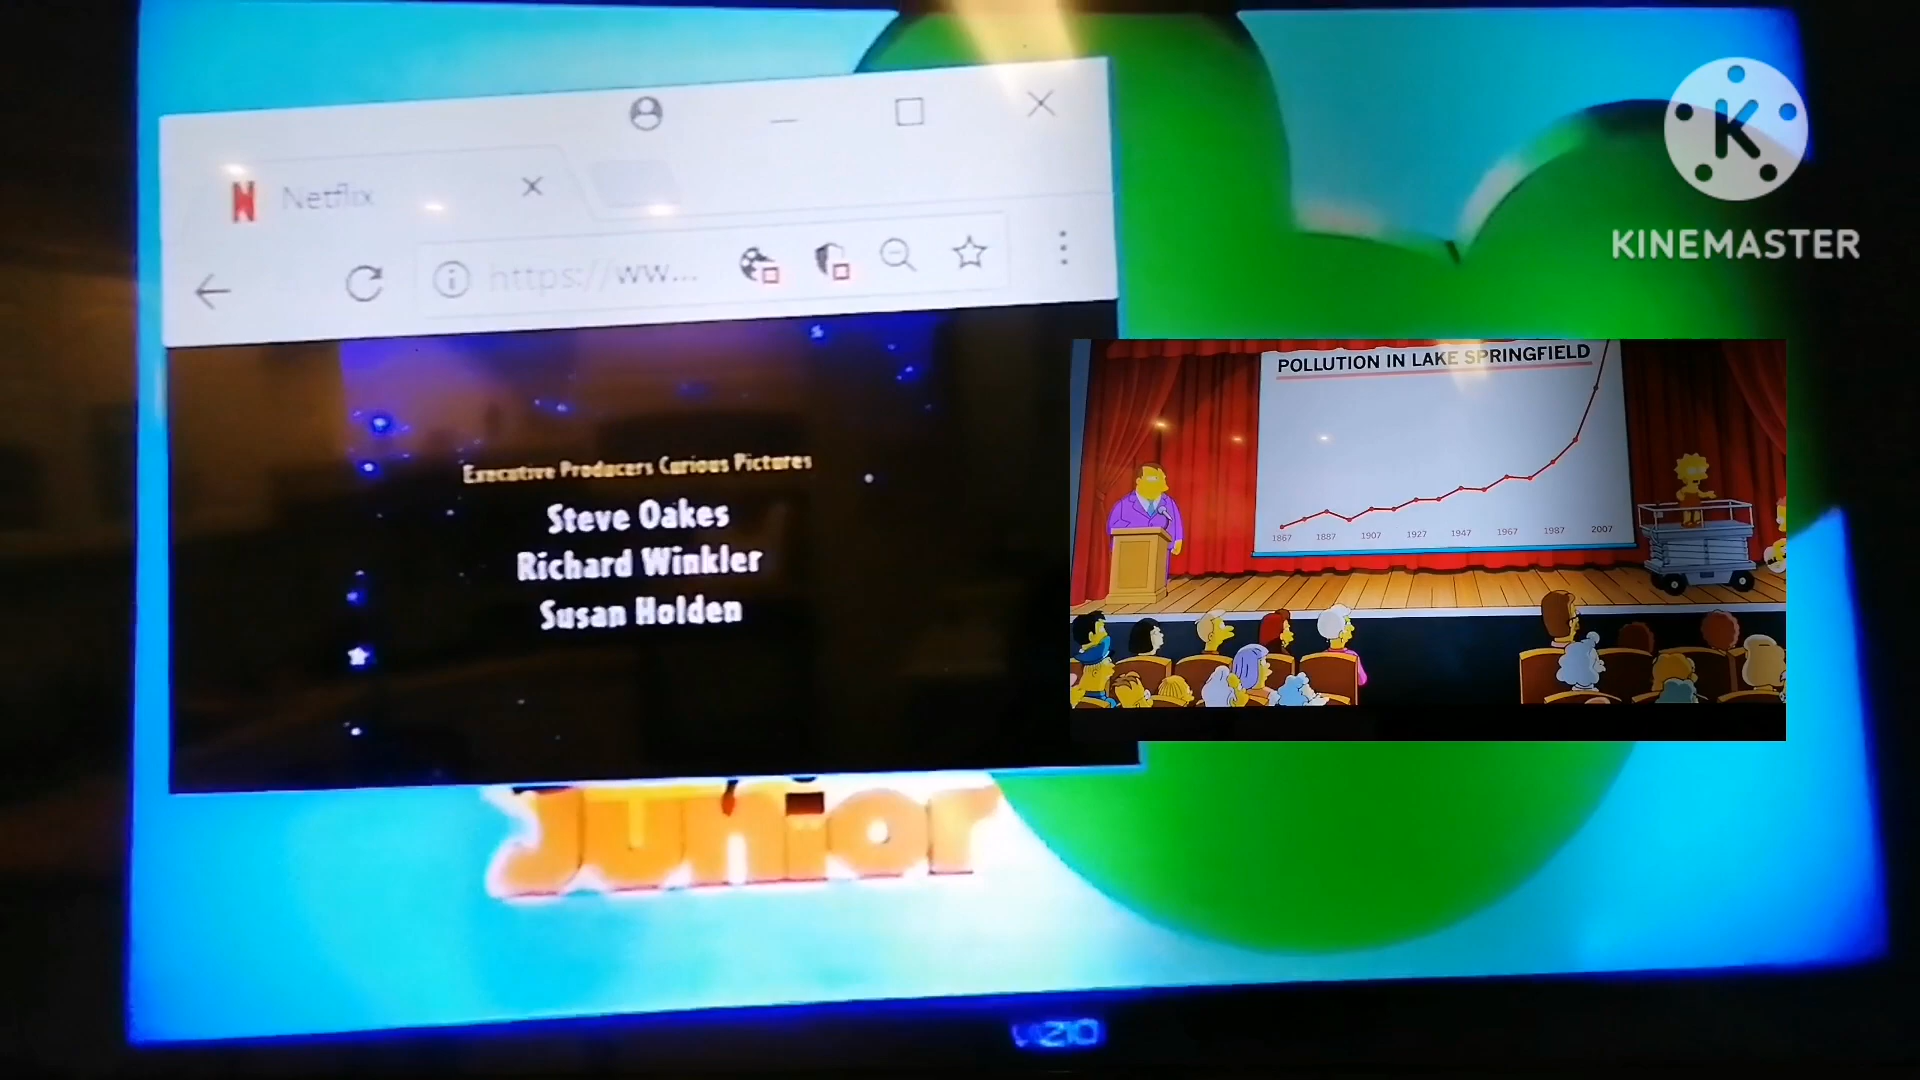 Netflix
https://ww...
Executive Producers Curious Pictures
Steve Oakes
Richard Winkler
Susan Holden
KINEMASTER
POLLUTION IN LAKE SPRINGFIELD
1867 1887 1907 1927 1947 1967 1987 2007
Junior
VIZIO